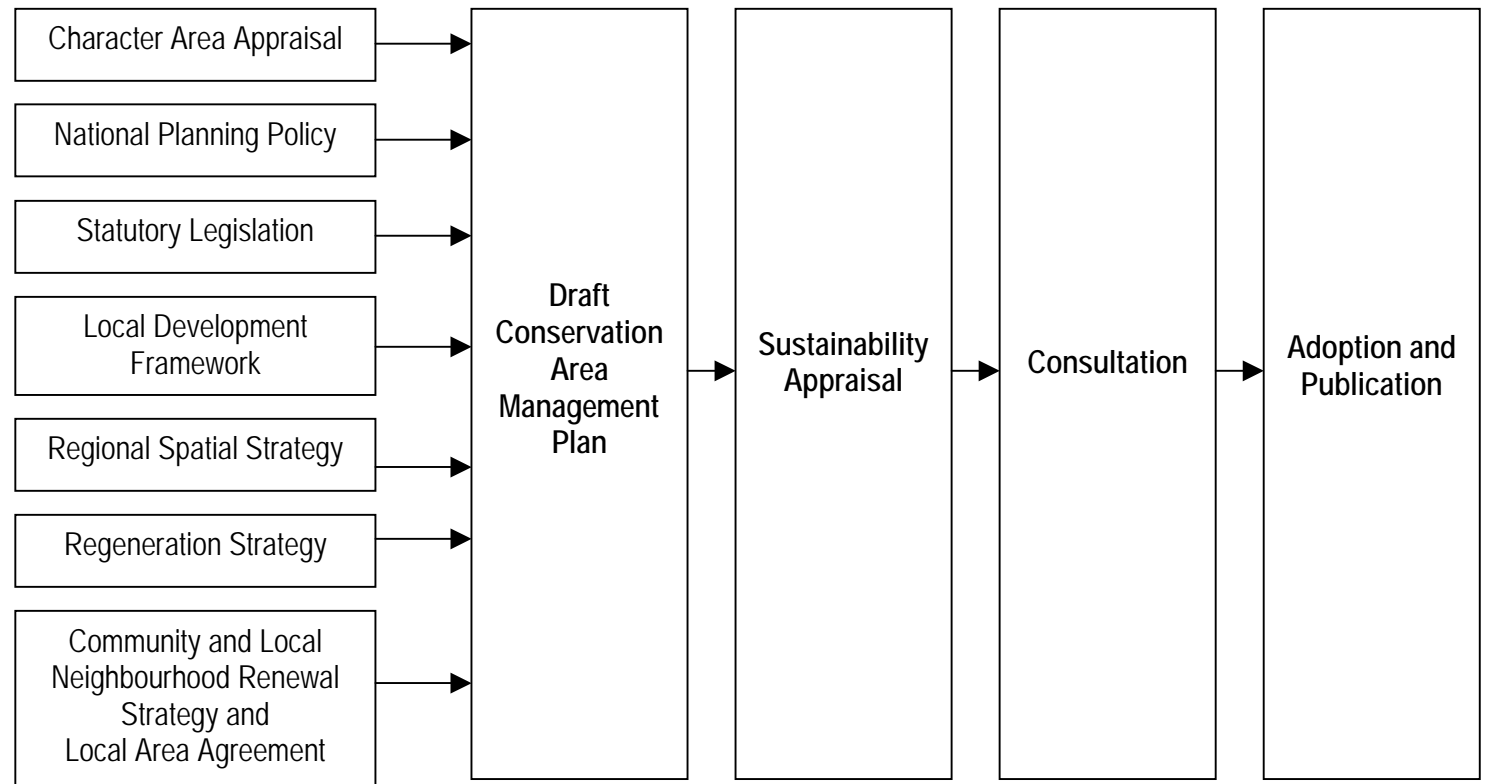 Character Area Appraisal
National Planning Policy
Statutory Legislation
Local Development
Framework
Regional Spatial Strategy
Regeneration Strategy
Community and Local
Neighbourhood Renewal
Strategy and
Local Area Agreement
Draft
Conservation
Area
Management
Plan
Sustainability
Appraisal
Consultation
Adoption and
Publication